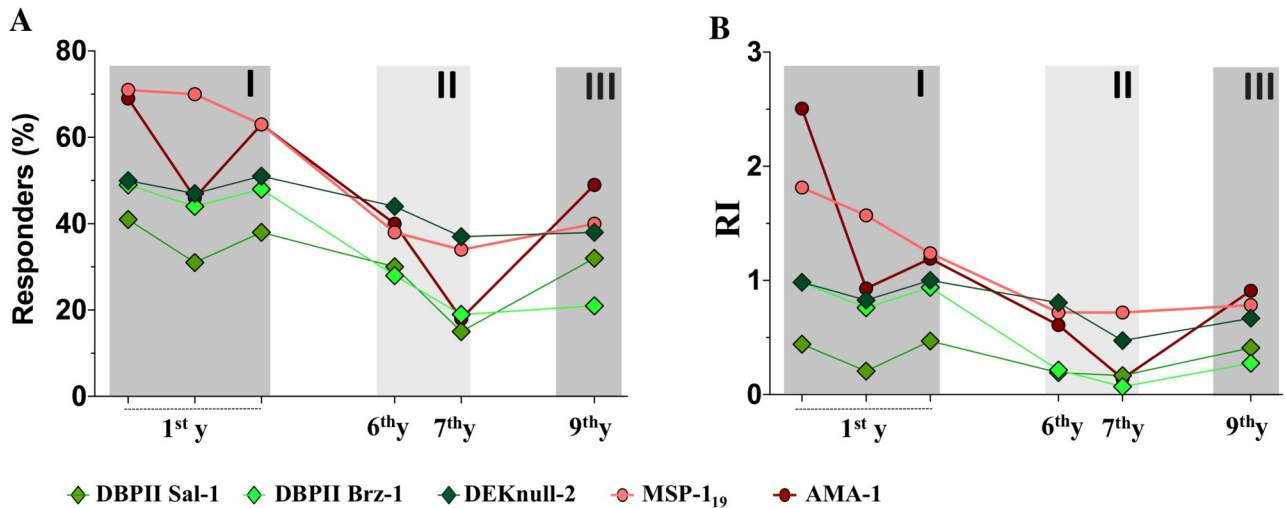 A
Responders (%)
80
60
40
20
0
I
II
III
1st y
6thy
7thy
9thy
B
RI
3
2
1
0
I
II
III
1st y
6thy
7thy
9thy
DBPII Sal-1
DBPII Brz-1
DEKnull-2
MSP-119
AMA-1